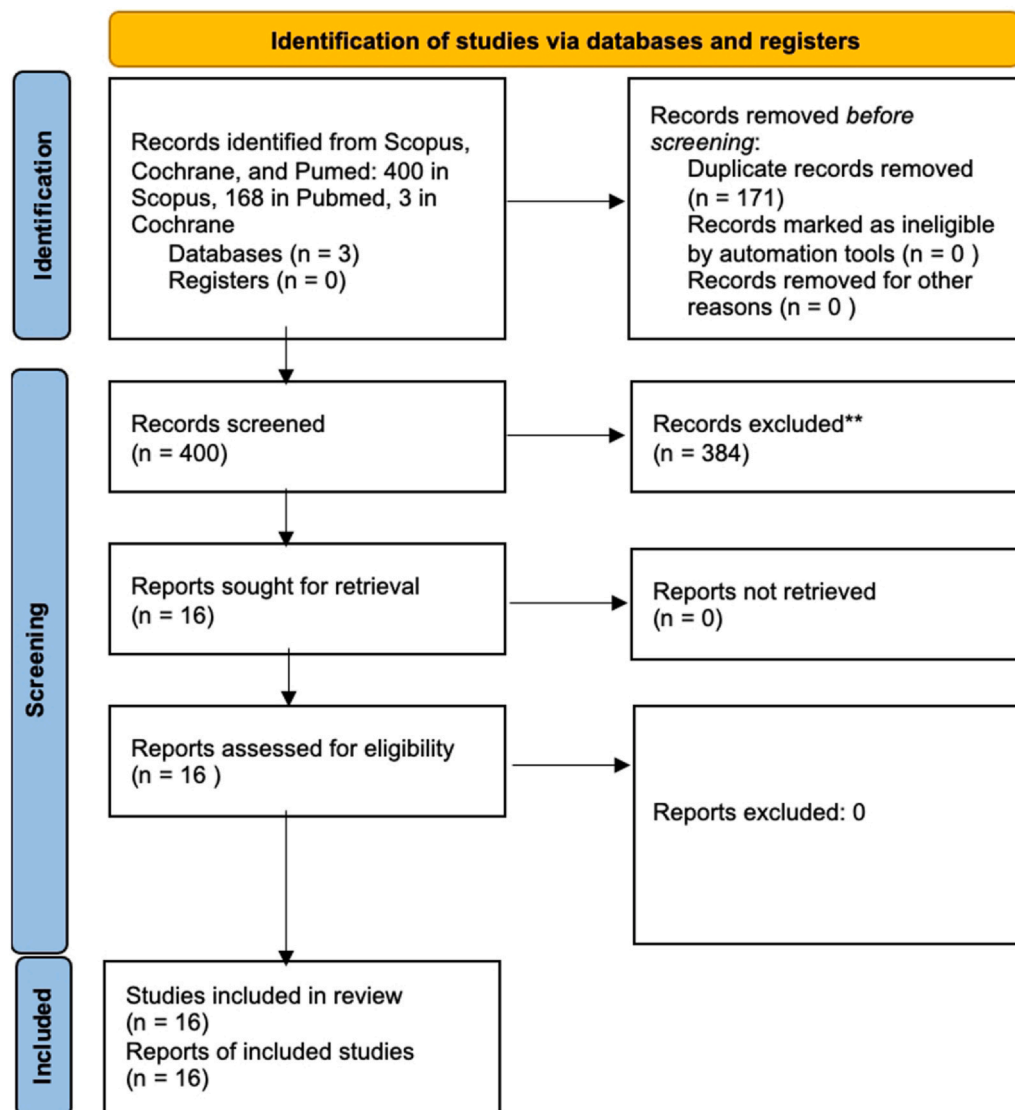 Identification of studies via databases and registers
Identification
Records identified from Scopus,
Cochrane, and Pumed: 400 in
Scopus, 168 in Pubmed, 3 in
Cochrane
Databases (n = 3)
Registers (n = 0)
Records removed before
screening:
Duplicate records removed
(n = 171)
Records marked as ineligible
by automation tools (n = 0 )
Records removed for other
reasons (n = 0 )
Screening
Records screened
(n = 400)
Records excluded**
(n = 384)
Reports sought for retrieval
(n = 16)
Reports not retrieved
(n = 0)
Reports assessed for eligibility
(n = 16 )
Reports excluded: 0
Included
Studies included in review
(n = 16)
Reports of included studies
(n = 16)